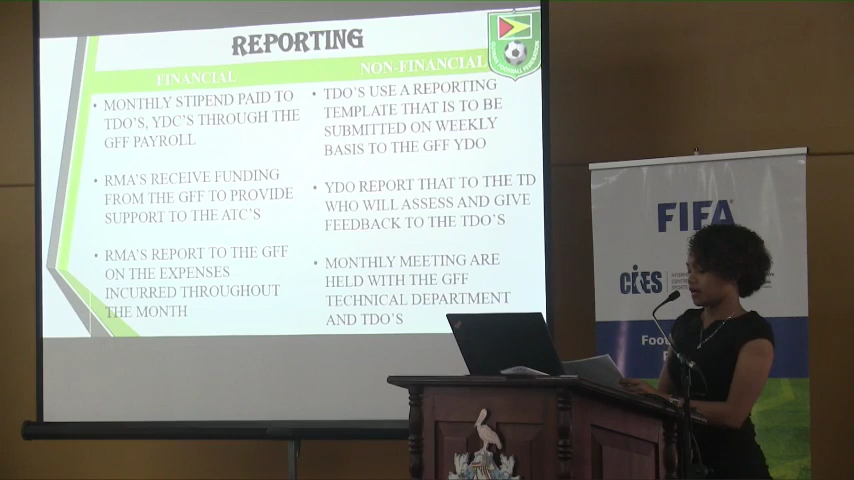 REPORTING
FINANCIAL
MONTHLY STIPEND PAID TO
TDO'S, YDC'S THROUGH THE
GFF PAYROLL
RMA'S RECEIVE FUNDING
FROM THE GFF TO PROVIDE
SUPPORT TO THE ATC'S
RMA'S REPORT TO THE GFF
ON THE EXPENSES
INCURRED THROUGHOUT
THE MONTH
NON-FINANCIAL
TDO'S USE A REPORTING
TEMPLATE THAT IS TO BE
SUBMITTED ON WEEKLY
BASIS TO THE GFF YDO
YDO REPORT THAT TO THE TD
WHO WILL ASSESS AND GIVE
FEEDBACK TO THE TDO'S
MONTHLY MEETING ARE
HELD WITH THE GFF
TECHNICAL DEPARTMENT
AND TDO'S
GUYANA FOOTBALL FEDERATION
FIFA
CIES